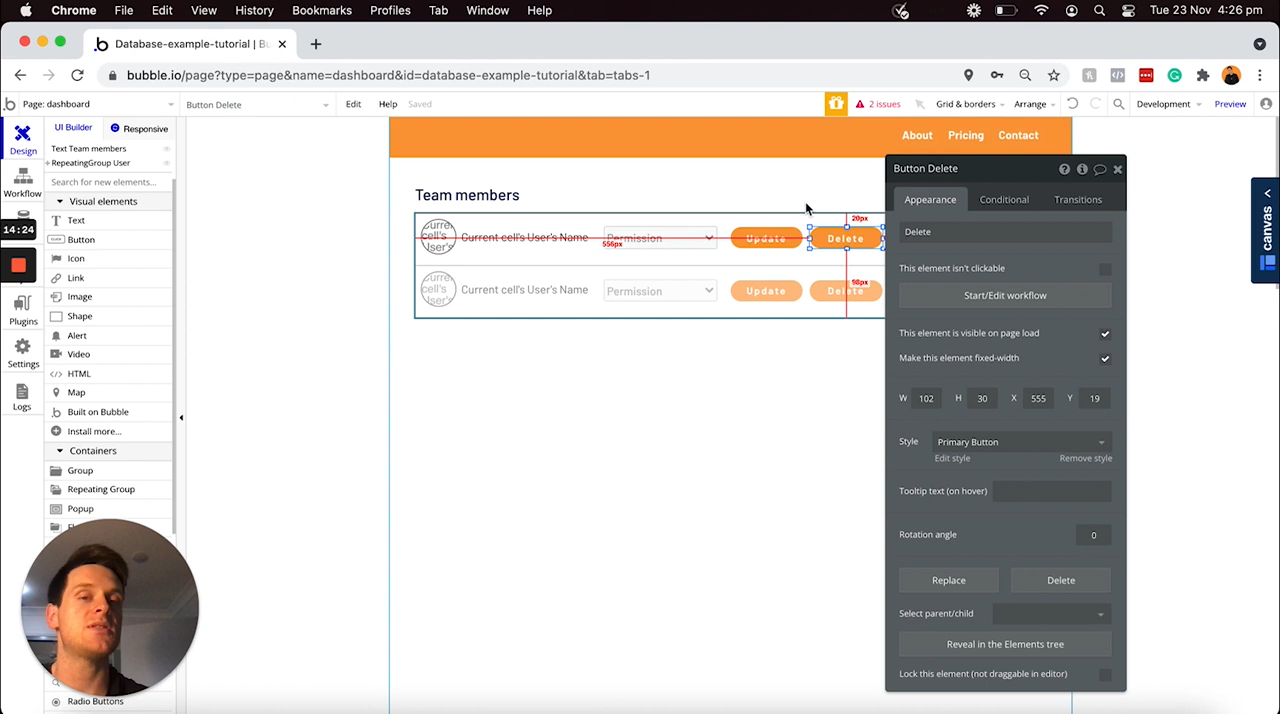 Chrome File Edit View History Bookmarks Profiles Tab Window Help Tue 23 Nov 4:26 pm
Database-example-tutorial | Bu
bubble.io/page?type=page&name=dashboard&id=database-example-tutorial&tab=tabs-1
Page: dashboard Button Delete Edit Help Saved 2 issues Grid & borders Arrange Development Preview
UI Builder Responsive
Design
Workflow
14:24
Plugins
Settings
Logs
Text Team members
RepeatingGroup User
Search for new elements...
Visual elements
Text
Button
Icon
Link
Image
Shape
Alert
Video
HTML
Map
Built on Bubble
Install more...
Containers
Group
Repeating Group
Popup
Radio Buttons
About Pricing Contact
Team members
Current cell's User's Current cell's User's Name Permission Update Delete
20px
556px
Current cell's User's Current cell's User's Name Permission Update Delete
98px
Button Delete
Appearance Conditional Transitions
Delete
This element isn't clickable
Start/Edit workflow
This element is visible on page load
Make this element fixed-width
W 102 H 30 X 555 Y 19
Style Primary Button
Edit style Remove style
Tooltip text (on hover)
Rotation angle 0
Replace Delete
Select parent/child
Reveal in the Elements tree
Lock this element (not draggable in editor)
canvas